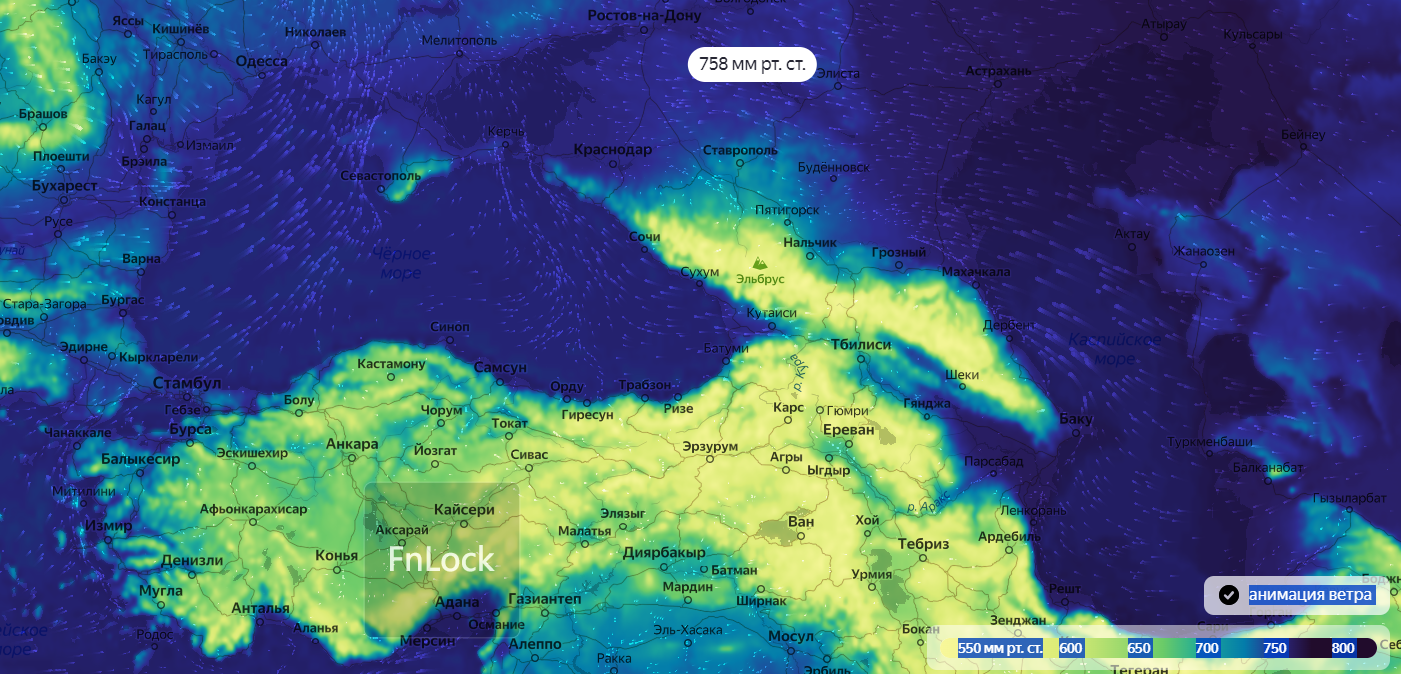 Ростов-на-Дону
Яссы
Кишинёв
Николаев
Мелитополь
Атырау
Кульсары
Бакэу
Тирасполь
Одесса
758 мм рт. ст.
Элиста
Астрахань
Кагул
Брашов
Галац
Измаил
Керчь
Бейнеу
Плоешти
Брэила
Краснодар
Ставрополь
Будённовск
Бухарест
Севастополь
Констанца
Русе
Пятигорск
Варна
Чёрное
море
Сочи
Нальчик
Грозный
Актау
Жанаозен
Сухум
Эльбрус
Махачкала
Стара-Загора
Бургас
Кутаиси
Дербент
Синоп
Каспийское
море
Эдирне
Кыркларели
Батуми
Тбилиси
Кастамону
Самсун
р. Кура
Шеки
Стамбул
Орду
Трабзон
Гебзе
Болу
Чорум
Гиресун
Ризе
Карс
Гюмри
Гянджа
Баку
Чанаккале
Бурса
Токат
Ереван
Анкара
Эрзурум
Туркменбаши
Балыкесир
Эскишехир
Йозгат
Сивас
Агры
Ыгдыр
Парсабад
Балканабат
Митилини
Гызыларбат
Афьонкарахисар
Кайсери
Элязыг
Ван
Хой
р. Аракс
Ленкорань
Измир
Аксарай
Малатья
Ардебиль
Денизли
Конья
FnLock
Диярбакыр
Тебриз
Батман
Урмия
Мугла
Мардин
Решт
анимация ветра
Анталья
Адана
Газиантеп
Ширнак
Османие
Аланья
Зенджан
Родос
Мерсин
Эль-Хасака
Мосул
Бокан
Алеппо
550 мм рт. ст.
600
650
700
750
800
Ракка
Эрбиль
Тегеран